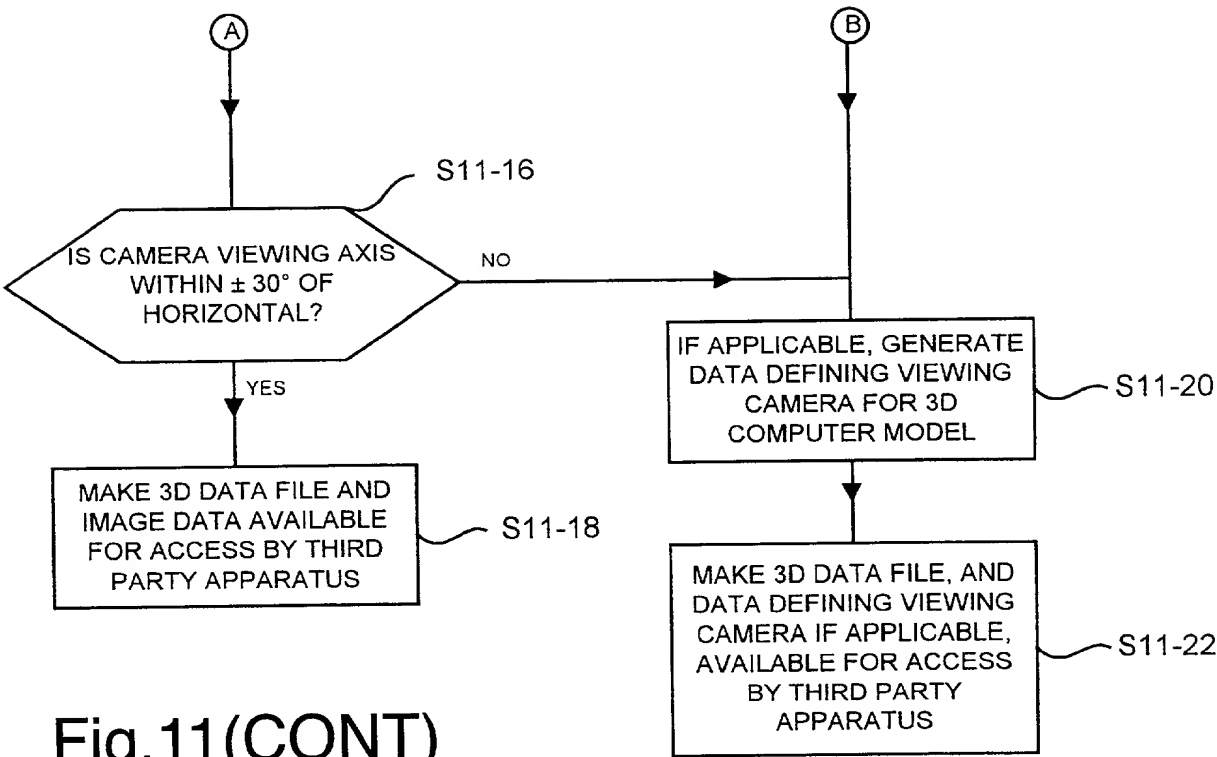 A
B
S11-16
IS CAMERA VIEWING AXIS
WITHIN ± 30° OF
HORIZONTAL?
NO
YES
IF APPLICABLE, GENERATE
DATA DEFINING VIEWING
CAMERA FOR 3D
COMPUTER MODEL
S11-20
MAKE 3D DATA FILE AND
IMAGE DATA AVAILABLE
FOR ACCESS BY THIRD
PARTY APPARATUS
S11-18
MAKE 3D DATA FILE, AND
DATA DEFINING VIEWING
CAMERA IF APPLICABLE,
AVAILABLE FOR ACCESS
BY THIRD PARTY
APPARATUS
S11-22
Fig.11(CONT)